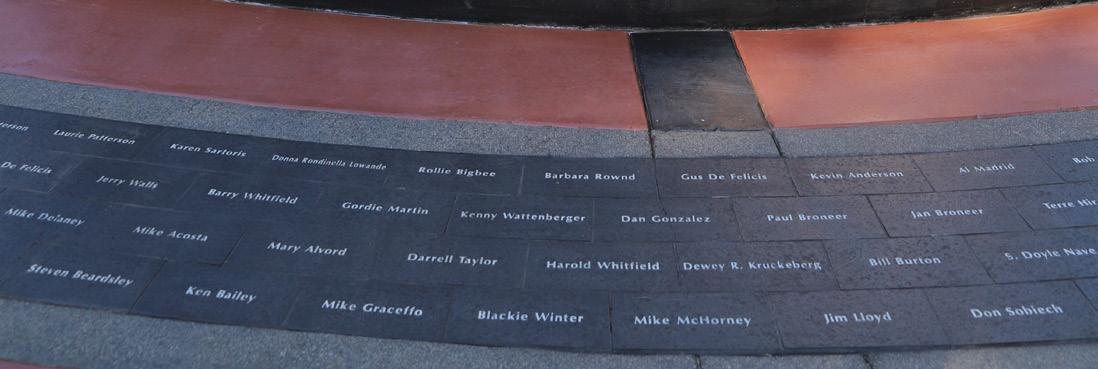 Laurie Patterson Karen Sartoris Donna Rondinella Lowande Rollie Bigbee Barbara Rownd Gus De Felicis Kevin Anderson Al Madrid Bob
De Felicis Jerry Walls Barry Whitfield Gordie Martin Kenny Wattenberger Dan Gonzalez Paul Broneer Jan Broneer Terre
Mike Delaney Mike Acosta Mary Alvord Darrell Taylor Harold Whitfield Dewey R. Kruckeberg Bill Burton S. Doyle Nave
Steven Beardsley Ken Bailey Mike Graceffo Blackie Winter Mike McHorney Jim Lloyd Don Sobiech